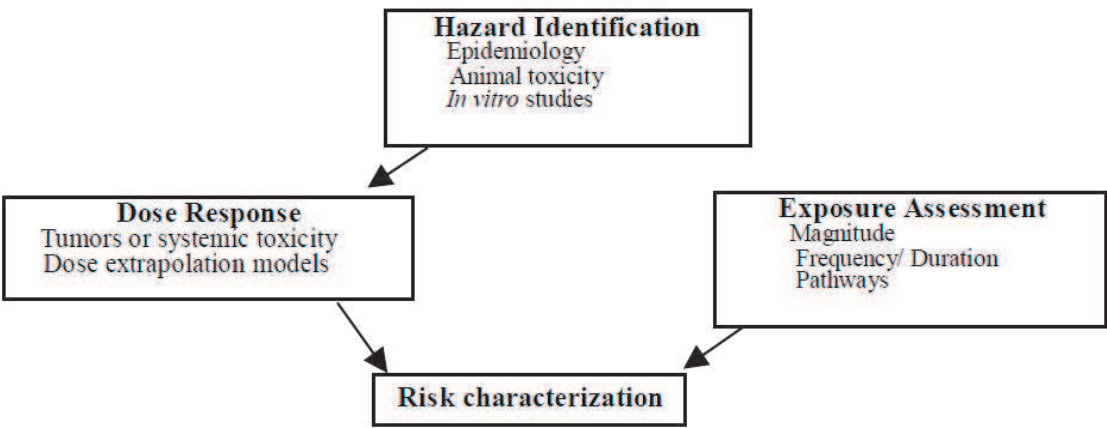 Hazard Identification
Epidemiology
Animal toxicity
In vitro studies
Dose Response
Tumors or systemic toxicity
Dose extrapolation models
Exposure Assessment
Magnitude
Frequency/ Duration
Pathways
Risk characterization